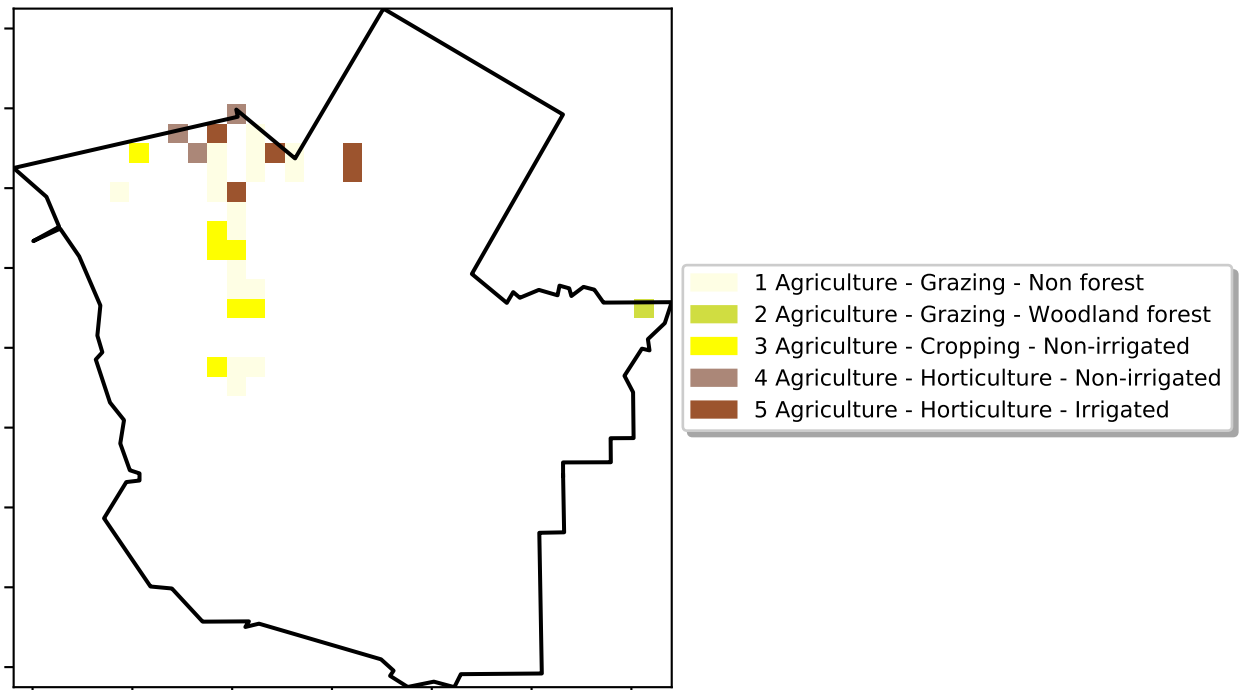 1 Agriculture - Grazing - Non forest
2 Agriculture - Grazing - Woodland forest
3 Agriculture - Cropping - Non-irrigated
4 Agriculture - Horticulture - Non-irrigated
5 Agriculture - Horticulture - Irrigated